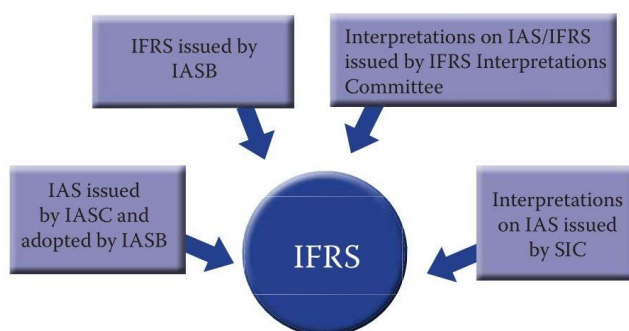 IFRS issued by
IASB
Interpretations on IAS/IFRS
issued by IFRS Interpretations
Committee
IAS issued
by IASC and
adopted by IASB
IFRS
Interpretations
on IAS issued
by SIC